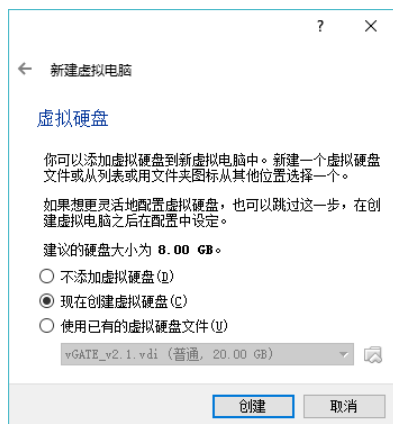 ?
新建虚拟电脑
虚拟硬盘
你可以添加虚拟硬盘到新虚拟电脑中。新建一个虚拟硬盘
文件或从列表或用文件夹图标从其他位置选择一个。
如果想更灵活地配置虚拟硬盘，也可以跳过这一步，在创
建虚拟电脑之后在配置中设定。
建议的硬盘大小为 8.00 GB。
不添加虚拟硬盘(D)
现在创建虚拟硬盘(C)
使用已有的虚拟硬盘文件(U)
vGATE_v2.1.vdi (普通, 20.00 GB)
创建 取消